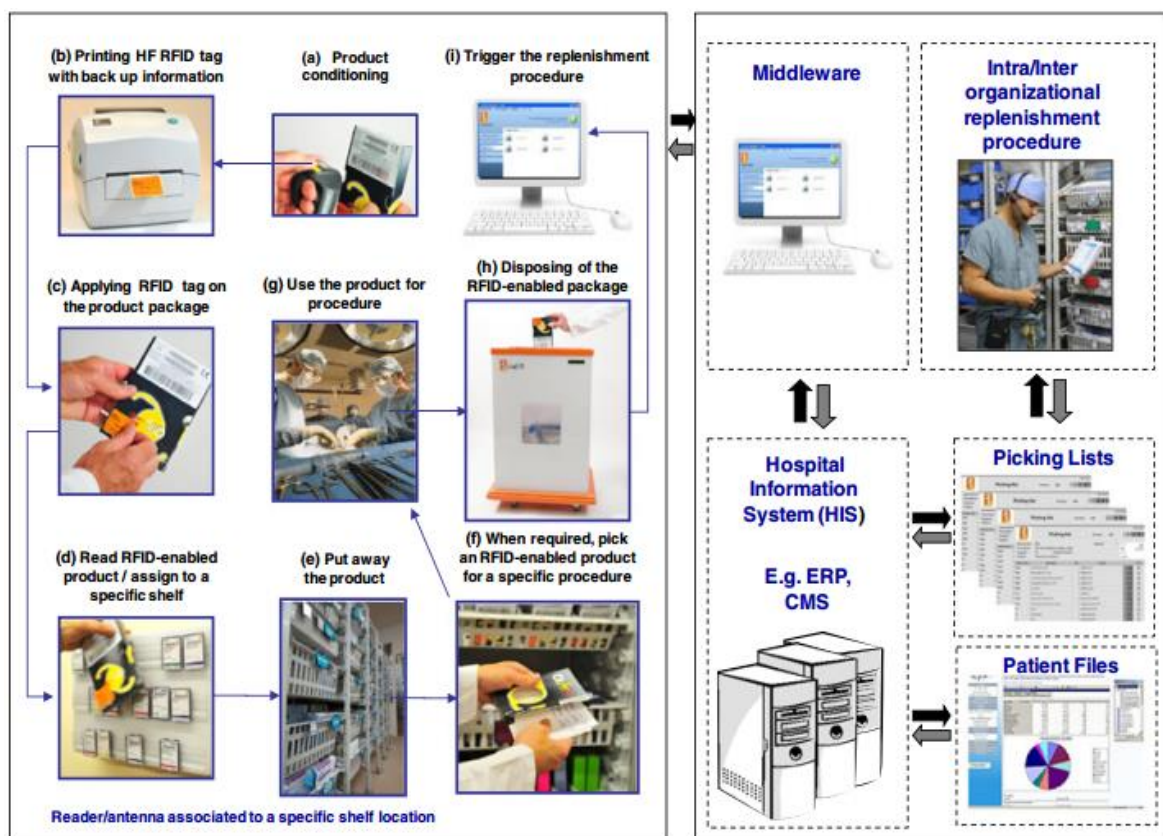 (b) Printing HF RFID tag
with back up information
(a) Product
conditioning
(i) Trigger the replenishment
procedure
(c) Applying RFID tag on
the product package
(g) Use the product for
procedure
(h) Disposing of the
RFID-enabled package
(d) Read RFID-enabled
product / assign to a
specific shelf
(e) Put away
the product
(f) When required, pick
an RFID-enabled product
for a specific procedure
Reader/antenna associated to a specific shelf location
Middleware
Intra/Inter
organizational
replenishment
procedure
Hospital
Information
System (HIS)
E.g. ERP,
CMS
Picking Lists
Patient Files